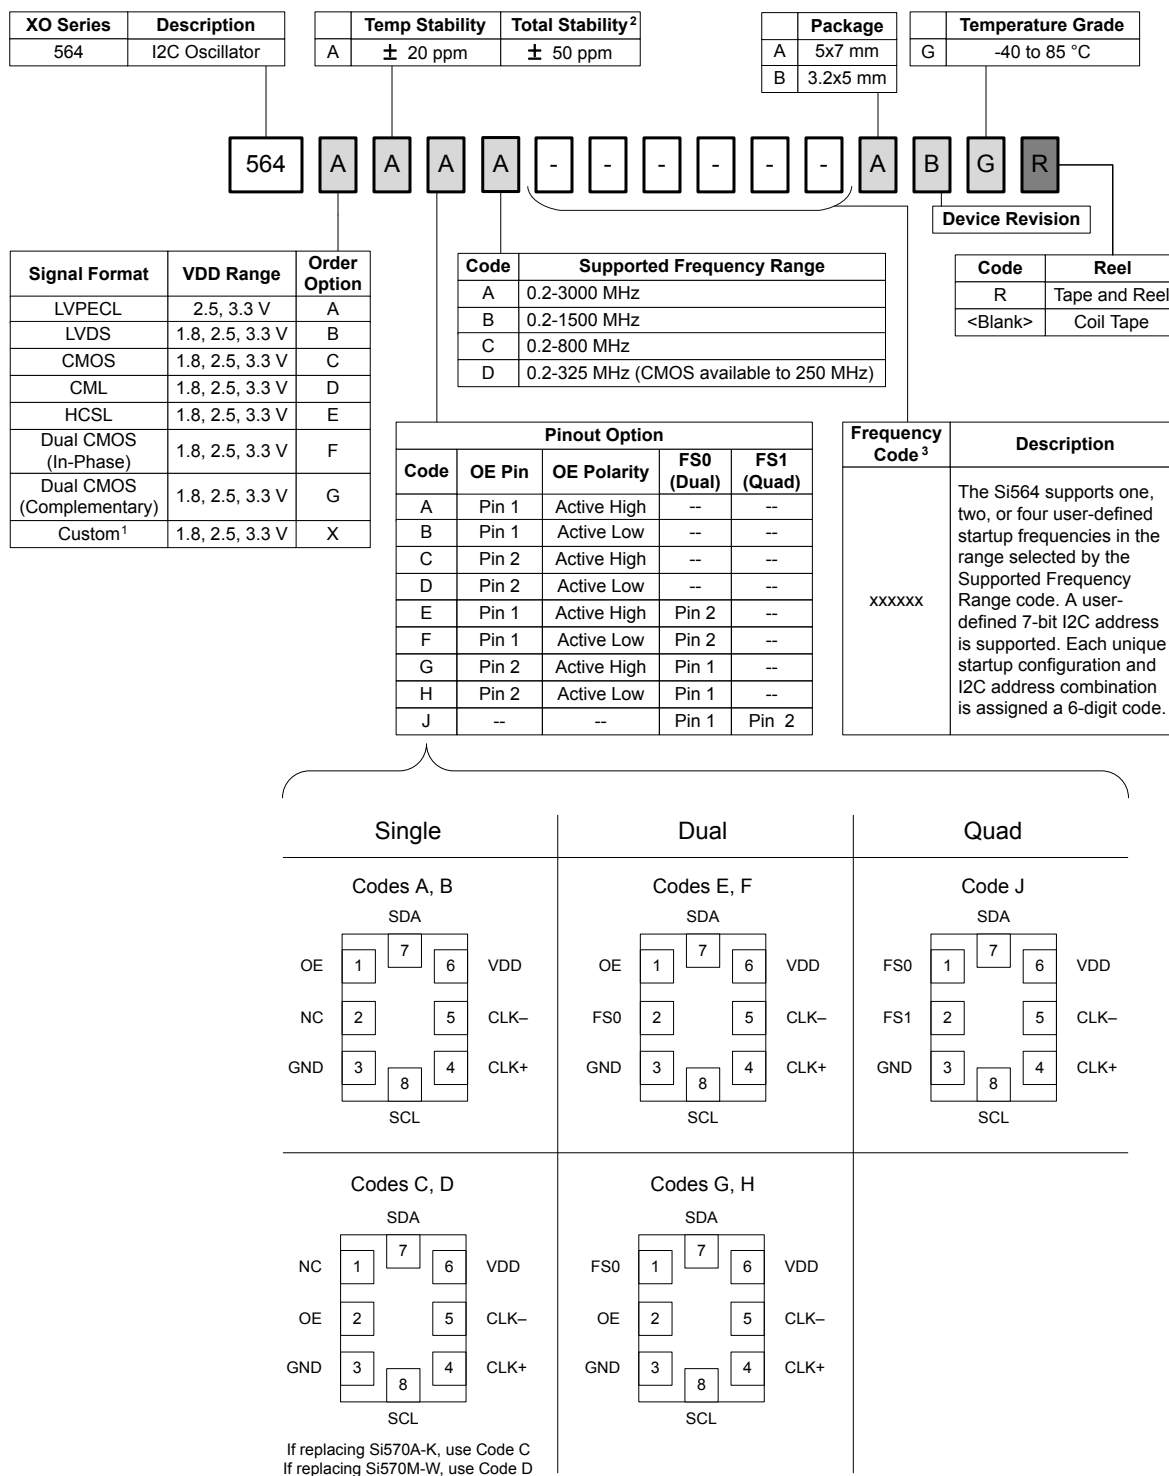 XO Series Description
564 I2C Oscillator
Temp Stability Total Stability 2
A ± 20 ppm ± 50 ppm
Package
A 5x7 mm
B 3.2x5 mm
Temperature Grade
G -40 to 85 °C
564 A A A A - - - - - - A B G R
Device Revision
Signal Format VDD Range Order Option
LVPECL 2.5, 3.3 V A
LVDS 1.8, 2.5, 3.3 V B
CMOS 1.8, 2.5, 3.3 V C
CML 1.8, 2.5, 3.3 V D
HCSL 1.8, 2.5, 3.3 V E
Dual CMOS (In-Phase) 1.8, 2.5, 3.3 V F
Dual CMOS (Complementary) 1.8, 2.5, 3.3 V G
Custom 1 1.8, 2.5, 3.3 V X
Code Supported Frequency Range
A 0.2-3000 MHz
B 0.2-1500 MHz
C 0.2-800 MHz
D 0.2-325 MHz (CMOS available to 250 MHz)
Code Reel
R Tape and Reel
<Blank> Coil Tape
Pinout Option
Code OE Pin OE Polarity FS0 (Dual) FS1 (Quad)
A Pin 1 Active High -- --
B Pin 1 Active Low -- --
C Pin 2 Active High -- --
D Pin 2 Active Low -- --
E Pin 1 Active High Pin 2 --
F Pin 1 Active Low Pin 2 --
G Pin 2 Active High Pin 1 --
H Pin 2 Active Low Pin 1 --
J -- -- Pin 1 Pin 2
Frequency Code 3 Description
xxxxxx
The Si564 supports one,
two, or four user-defined
startup frequencies in the
range selected by the
Supported Frequency
Range code. A user-
defined 7-bit I2C address
is supported. Each unique
startup configuration and
I2C address combination
is assigned a 6-digit code.
Single Dual Quad
Codes A, B
SDA
7
OE 1 6 VDD
NC 2 5 CLK–
GND 3 4 CLK+
8
SCL
Codes E, F
SDA
7
OE 1 6 VDD
FS0 2 5 CLK–
GND 3 4 CLK+
8
SCL
Code J
SDA
7
FS0 1 6 VDD
FS1 2 5 CLK–
GND 3 4 CLK+
8
SCL
Codes C, D
SDA
7
NC 1 6 VDD
OE 2 5 CLK–
GND 3 4 CLK+
8
SCL
If replacing Si570A-K, use Code C
If replacing Si570M-W, use Code D
Codes G, H
SDA
7
FS0 1 6 VDD
OE 2 5 CLK–
GND 3 4 CLK+
8
SCL